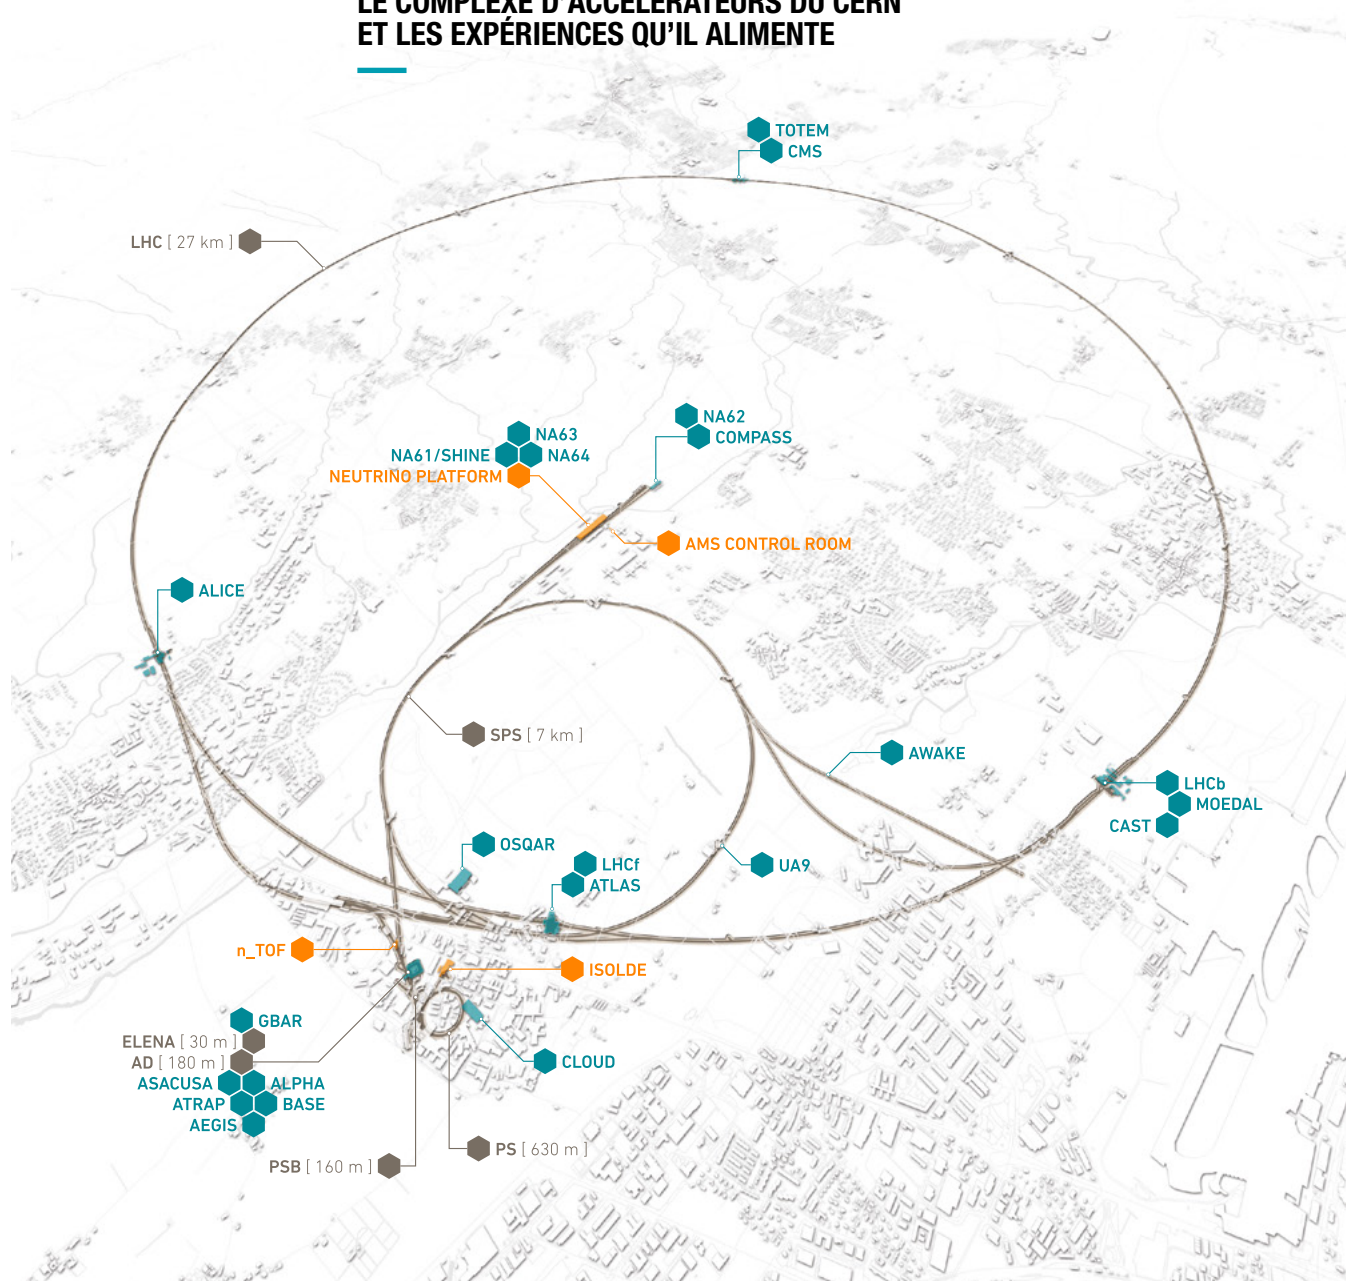 LE COMPLEXE D'ACCÉLÉRATEURS DU CERN
ET LES EXPÉRIENCES QU'IL ALIMENTE
TOTEM
CMS
LHC [ 27 km ]
NA62
COMPASS
NA63
NA61/SHINE NA64
NEUTRINO PLATFORM
AMS CONTROL ROOM
ALICE
SPS [ 7 km ]
AWAKE
LHCb
MOEDAL
CAST
OSQAR
LHCf
ATLAS
UA9
n_TOF
ISOLDE
GBAR
ELENA [ 30 m ]
AD [ 180 m ]
ASACUSA ALPHA
ATRAP BASE
AEGIS
CLOUD
PS [ 630 m ]
PSB [ 160 m ]